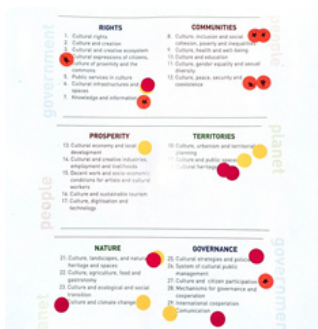 RIGHTS
1. Cultural rights
2. Culture and creation
3. Cultural and creative ecosystem
cultural expressions of citizens,
culture of proximity and the
commons
5. Public services in culture
6. Cultural infrastructures and
spaces
7. Knowledge and information
COMMUNITIES
8. Culture, inclusion and social
cohesion, poverty and inequalities
9. Culture, health and well-being
10. Culture and education
11. Culture, gender equality and sexual
diversity
12. Culture, peace, security and
coexistence
PROSPERITY
13. Cultural economy and local
development
14. Cultural and creative industries,
employment and livelihoods
15. Decent work and socio-economic
conditions for artists and cultural
workers
16. Culture and sustainable tourism
17. Culture, digitisation and
technology
TERRITORIES
18. Culture, urbanism and territorial
planning
Culture and public spaces
cultural heritage
NATURE
21. Culture, landscapes, and natural
heritage and spaces
22. Culture, agriculture, food and
gastronomy
23. Culture and ecological and social
transition
Culture and climate change
GOVERNANCE
25. Cultural strategies and policies
26. System of cultural public
management
27. Culture and citizen participation
28. Mechanisms for governance and
cooperation
29. International cooperation
Comunication
government
people
planet
people
government